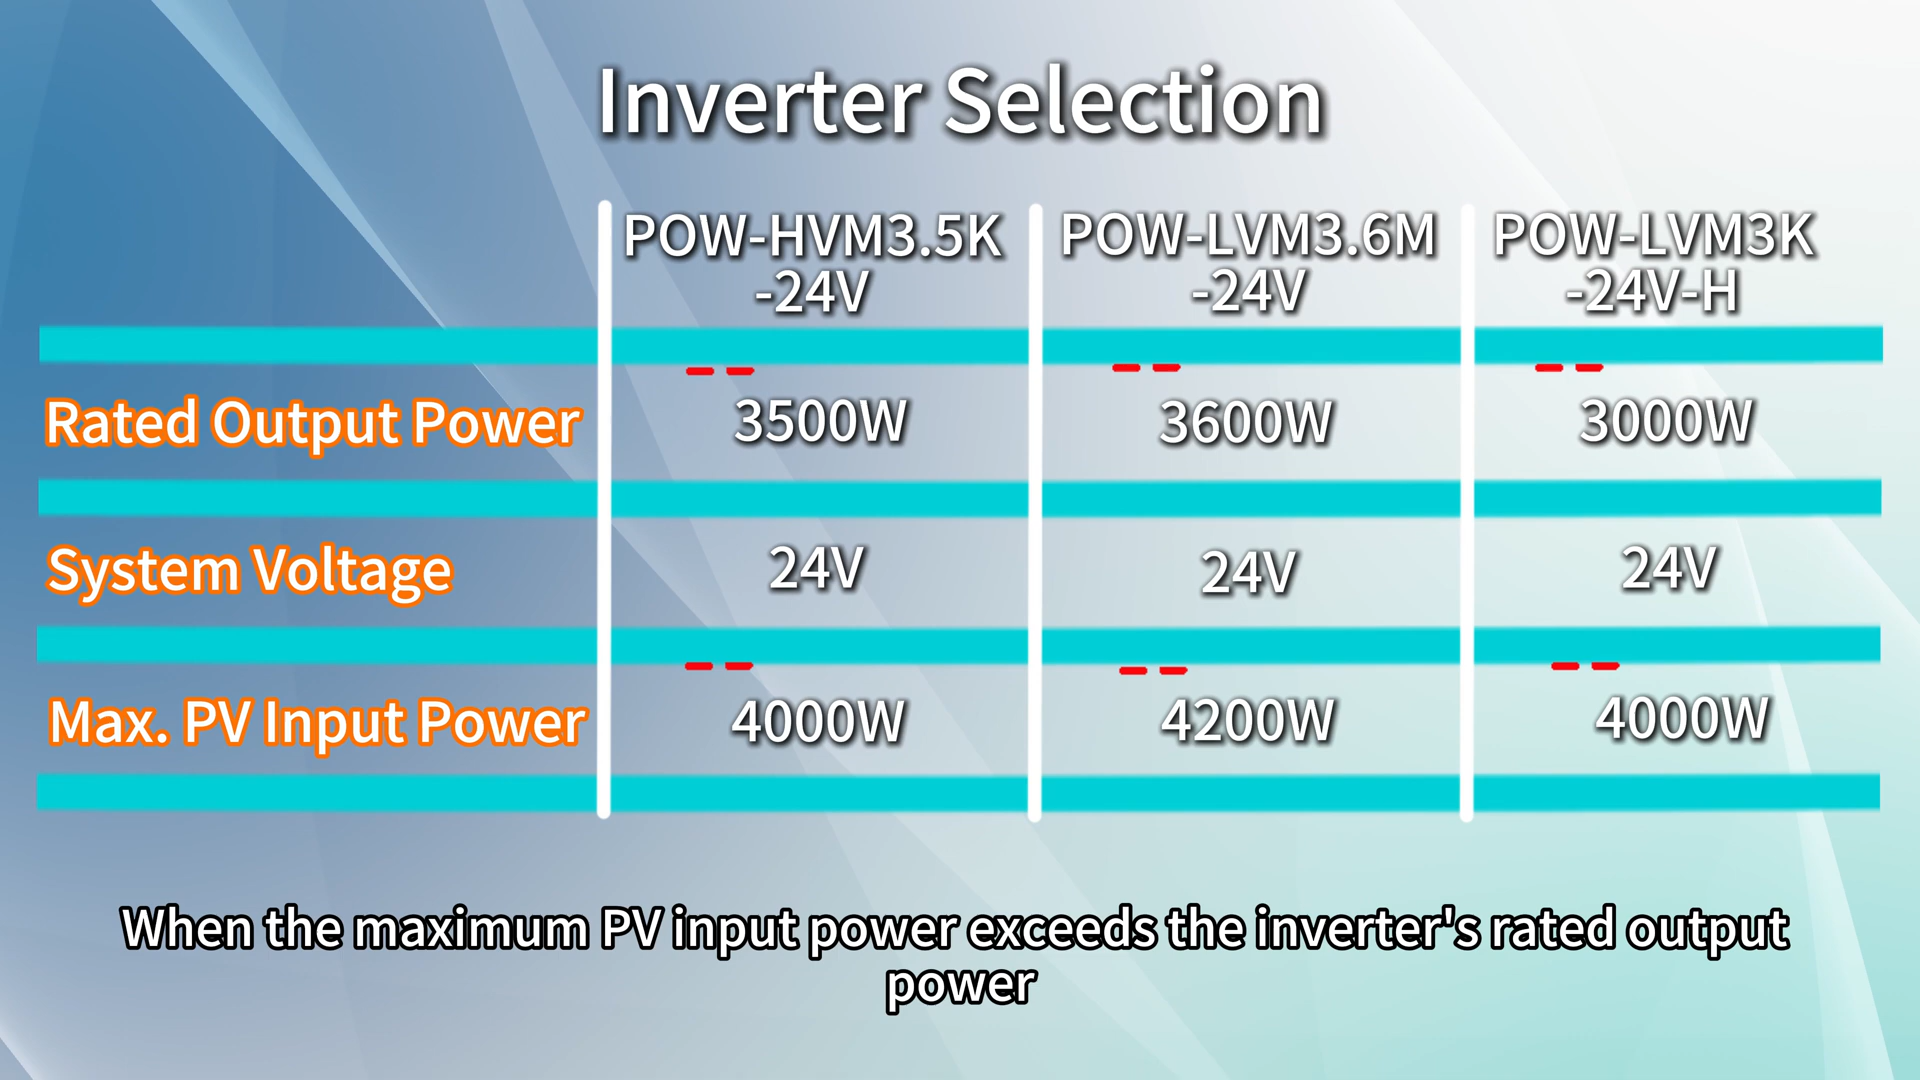 Inverter Selection
POW-HVM3.5K
-24V
POW-LVM3.6M
-24V
POW-LVM3K
-24V-H
Rated Output Power 3500W 3600W 3000W
System Voltage 24V 24V 24V
Max. PV Input Power 4000W 4200W 4000W
When the maximum PV input power exceeds the inverter's rated output
power